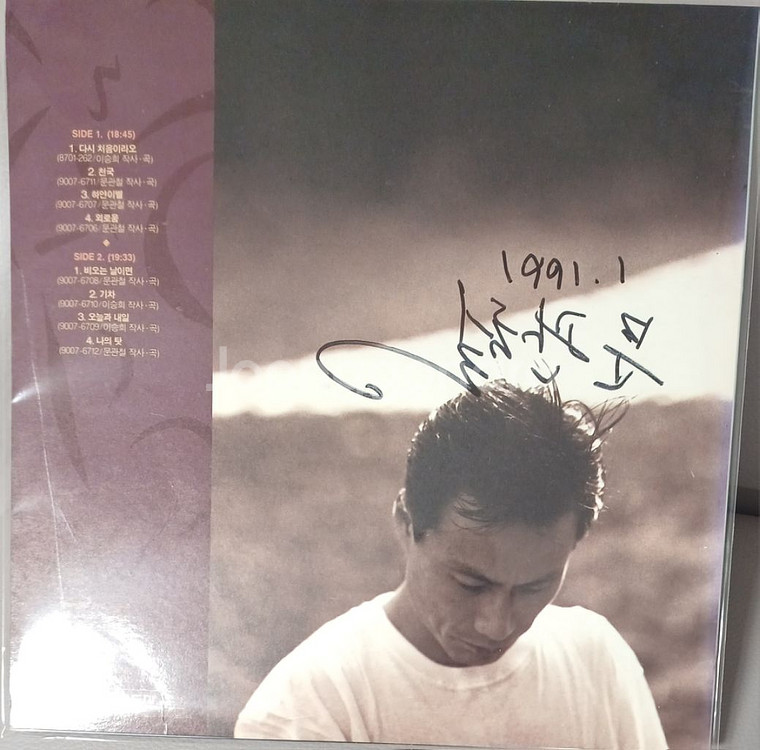 SIDE 1. (18:45)
1. 다시 처음이라오
(8701-262/이승희 작사·곡)
2. 천국
(9007-6711/문관철 작사·곡)
3. 하얀이별
(9007-6707/문관철 작사·곡)
4. 외로움
(9007-6706/문관철 작사·곡)
SIDE 2. (19:33)
1. 비오는 날이면
(9007-6708/문관철 작사·곡)
2. 기차
(9007-6710/이승희 작사·곡)
3. 오늘과 내일
(9007-6709/이승희 작사·곡)
4. 나의 닻
(9007-6712/문관철 작사·곡)
1991.1